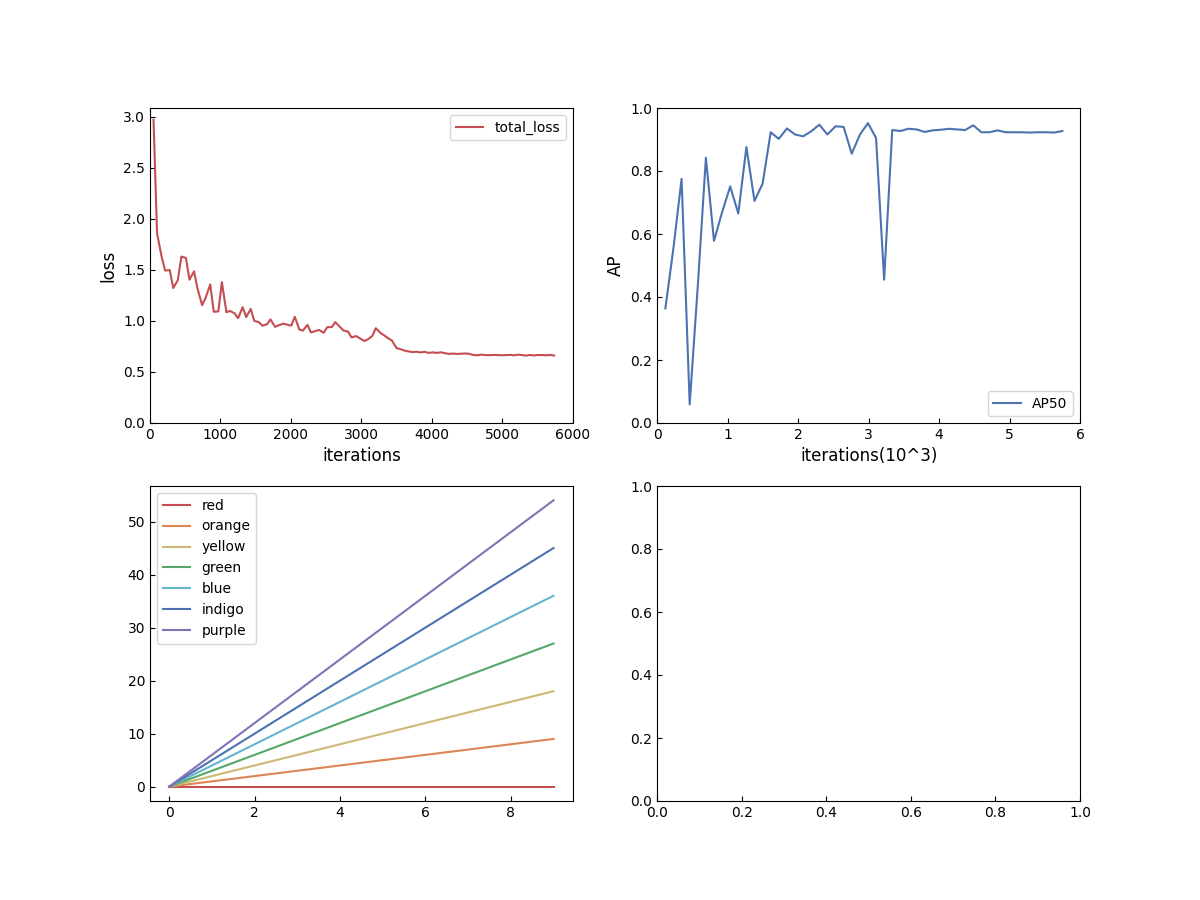 3.0
2.5
2.0
1.5
1.0
0.5
0.0
loss
total_loss
0 1000 2000 3000 4000 5000 6000
iterations
1.0
0.8
0.6
0.4
0.2
0.0
AP
AP50
0 1 2 3 4 5 6
iterations(10^3)
50
40
30
20
10
0
red
orange
yellow
green
blue
indigo
purple
0 2 4 6 8
1.0
0.8
0.6
0.4
0.2
0.0
0.0 0.2 0.4 0.6 0.8 1.0